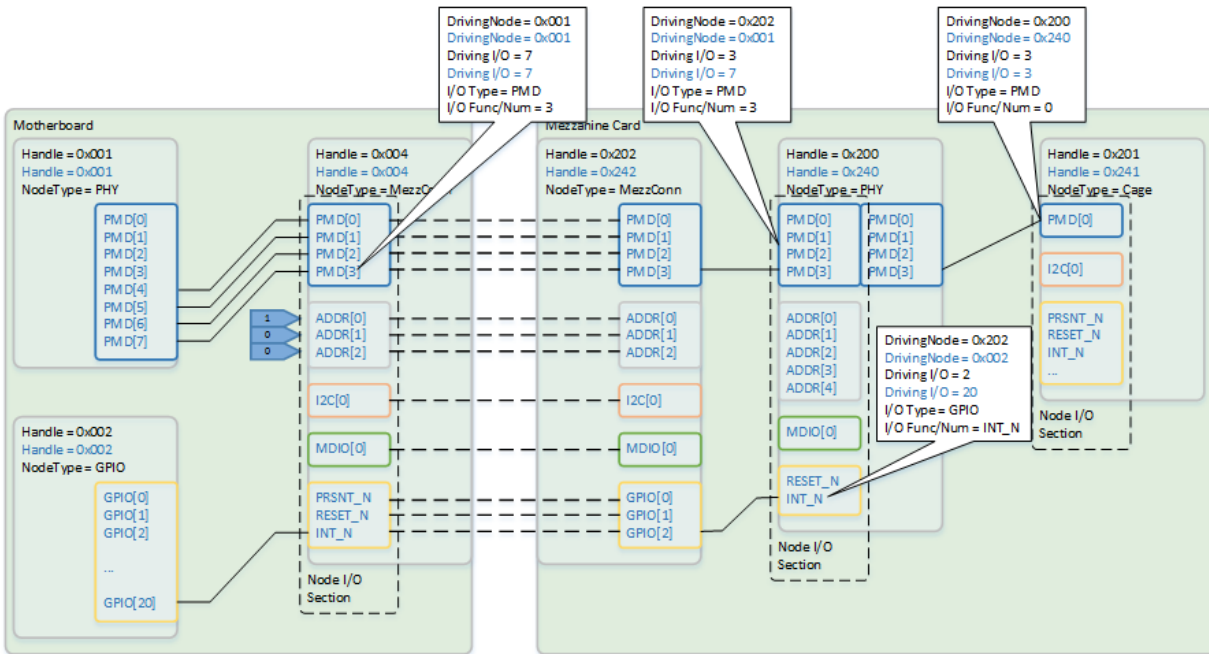 DrivingNode = 0x001
DrivingNode = 0x001
Driving I/O = 7
Driving I/O = 7
I/O Type = PMD
I/O Func/Num = 3
DrivingNode = 0x202
DrivingNode = 0x001
Driving I/O = 3
Driving I/O = 7
I/O Type = PMD
I/O Func/Num = 3
DrivingNode = 0x200
DrivingNode = 0x240
Driving I/O = 3
Driving I/O = 3
I/O Type = PMD
I/O Func/Num = 0
Motherboard
Handle = 0x001
Handle = 0x001
NodeType = PHY
PMD[0]
PMD[1]
PMD[2]
PMD[3]
PMD[4]
PMD[5]
PMD[6]
PMD[7]
Handle = 0x002
Handle = 0x002
NodeType = GPIO
GPIO[0]
GPIO[1]
GPIO[2]
...
GPIO[20]
Handle = 0x004
Handle = 0x004
NodeType = MezzConn
PMD[0]
PMD[1]
PMD[2]
PMD[3]
1
0
0
ADDR[0]
ADDR[1]
ADDR[2]
I2C[0]
MDIO[0]
PRSNT_N
RESET_N
INT_N
Node I/O
Section
Mezzanine Card
Handle = 0x202
Handle = 0x242
NodeType = MezzConn
PMD[0]
PMD[1]
PMD[2]
PMD[3]
ADDR[0]
ADDR[1]
ADDR[2]
I2C[0]
MDIO[0]
GPIO[0]
GPIO[1]
GPIO[2]
Handle = 0x200
Handle = 0x240
NodeType = PHY
PMD[0] PMD[0]
PMD[1] PMD[1]
PMD[2] PMD[2]
PMD[3] PMD[3]
ADDR[0]
ADDR[1]
ADDR[2]
ADDR[3]
ADDR[4]
MDIO[0]
RESET_N
INT_N
Node I/O
Section
DrivingNode = 0x202
DrivingNode = 0x002
Driving I/O = 2
Driving I/O = 20
I/O Type = GPIO
I/O Func/Num = INT_N
Handle = 0x201
Handle = 0x241
NodeType = Cage
PMD[0]
I2C[0]
PRSNT_N
RESET_N
INT_N
...
Node I/O
Section